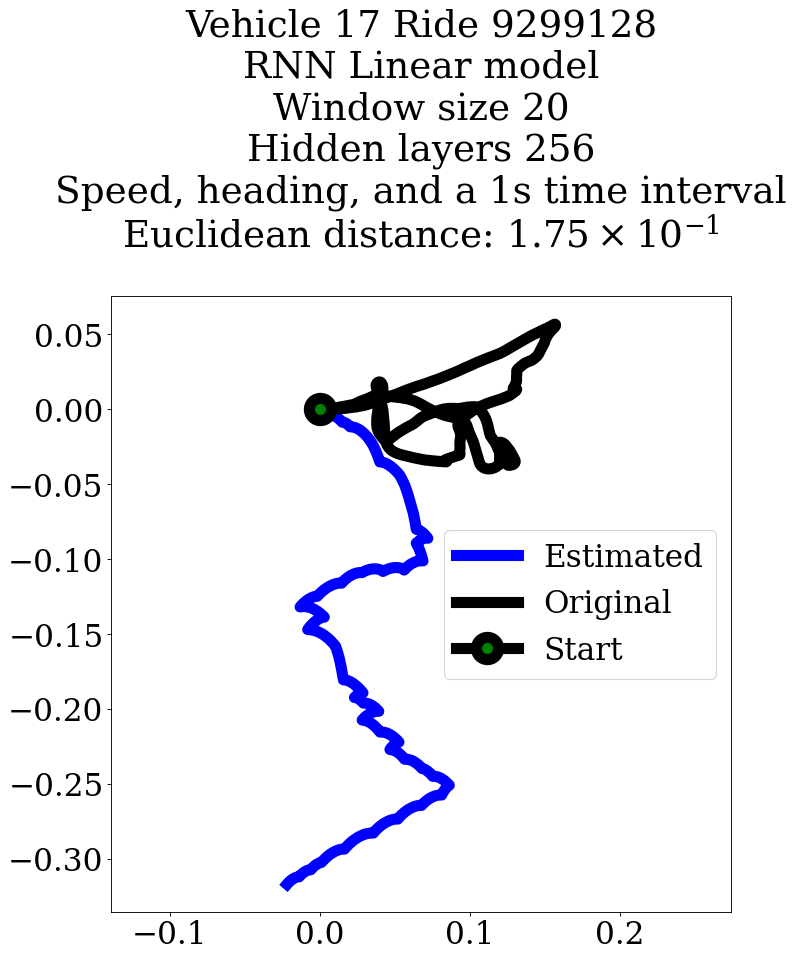 Vehicle 17 Ride 9299128
RNN Linear model
Window size 20
Hidden layers 256
Speed, heading, and a 1s time interval
Euclidean distance: 1.75 × 10⁻¹
0.05
0.00
−0.05
−0.10
−0.15
−0.20
−0.25
−0.30
Estimated
Original
Start
−0.1
0.0
0.1
0.2